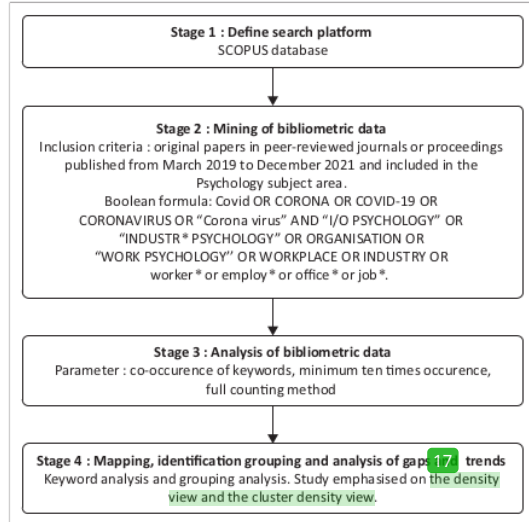 Stage 1 : Define search platform
SCOPUS database
Stage 2 : Mining of bibliometric data
Inclusion criteria : original papers in peer-reviewed journals or proceedings
published from March 2019 to December 2021 and included in the
Psychology subject area.
Boolean formula: Covid OR CORONA OR COVID-19 OR
CORONAVIRUS OR “Corona virus” AND “I/O PSYCHOLOGY” OR
“INDUSTR* PSYCHOLOGY” OR ORGANISATION OR
“WORK PSYCHOLOGY’’ OR WORKPLACE OR INDUSTRY OR
worker* or employ* or office* or job*.
Stage 3 : Analysis of bibliometric data
Parameter : co-occurence of keywords, minimum ten times occurence,
full counting method
Stage 4 : Mapping, identification grouping and analysis of gaps 17 trends
Keyword analysis and grouping analysis. Study emphasised on the density
view and the cluster density view.